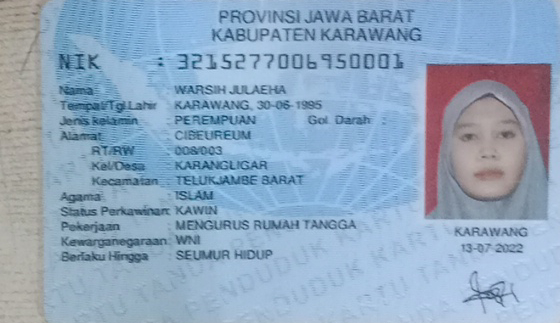 PROVINSI JAWA BARAT
KABUPATEN KARAWANG
NIK : 3215277006950001
Nama : WARSIH JULAEHA
Tempat/Tgl Lahir : KARAWANG, 30-06-1995
Jenis kelamin : PEREMPUAN Gol. Darah :
Alamat : CIBEUREUM
RT/RW : 008/003
Kel/Desa : KARANGLIGAR
Kecamatan : TELUKJAMBE BARAT
Agama : ISLAM
Status Perkawinan: KAWIN
Pekerjaan : MENGURUS RUMAH TANGGA
Kewarganegaraan: WNI
Berlaku Hingga : SEUMUR HIDUP
KARAWANG
13-07-2022